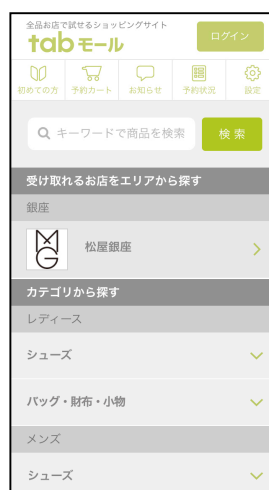 全品お店で試せるショッピングサイト
tab モール
ログイン
初めての方 予約カート お知らせ 予約状況 設定
キーワードで商品を検索 検索
受け取れるお店をエリアから探す
銀座
MG 松屋銀座
カテゴリから探す
レディース
シューズ
バッグ・財布・小物
メンズ
シューズ